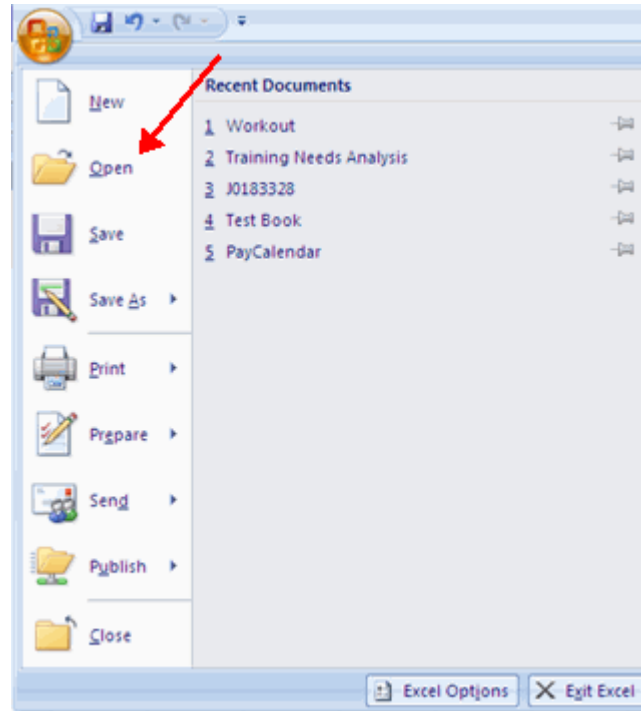 Recent Documents
New
Open
Save
Save As
Print
Prepare
Send
Publish
Close
1 Workout
2 Training Needs Analysis
3 J0183328
4 Test Book
5 PayCalendar
Excel Options
Exit Excel